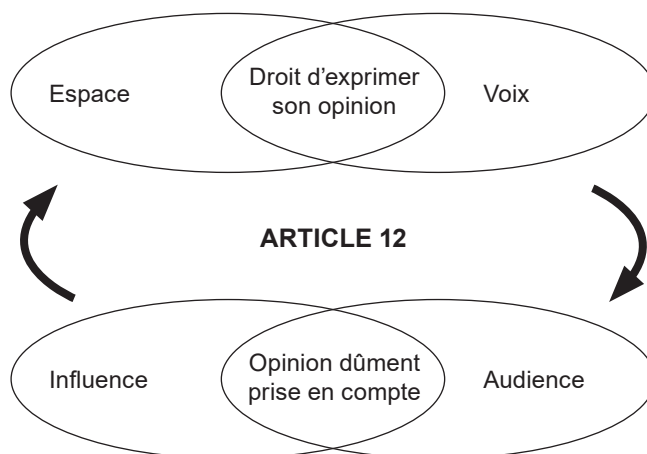 Espace
Droit d’exprimer
son opinion
Voix
ARTICLE 12
Influence
Opinion dûment
prise en compte
Audience